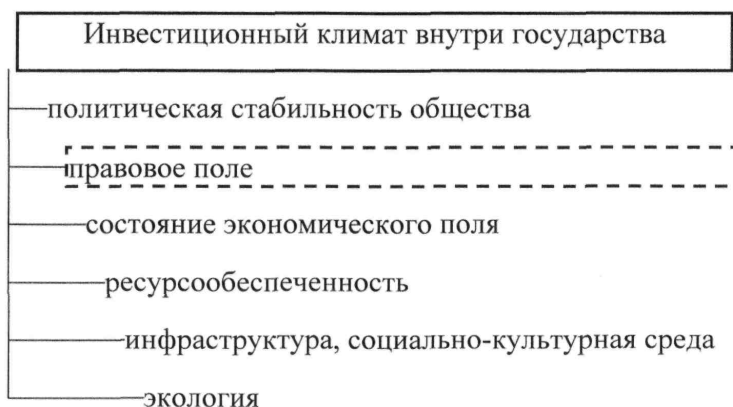 Инвестиционный климат внутри государства
политическая стабильность общества
правовое поле
состояние экономического поля
ресурсообеспеченность
инфраструктура, социально-культурная среда
экология